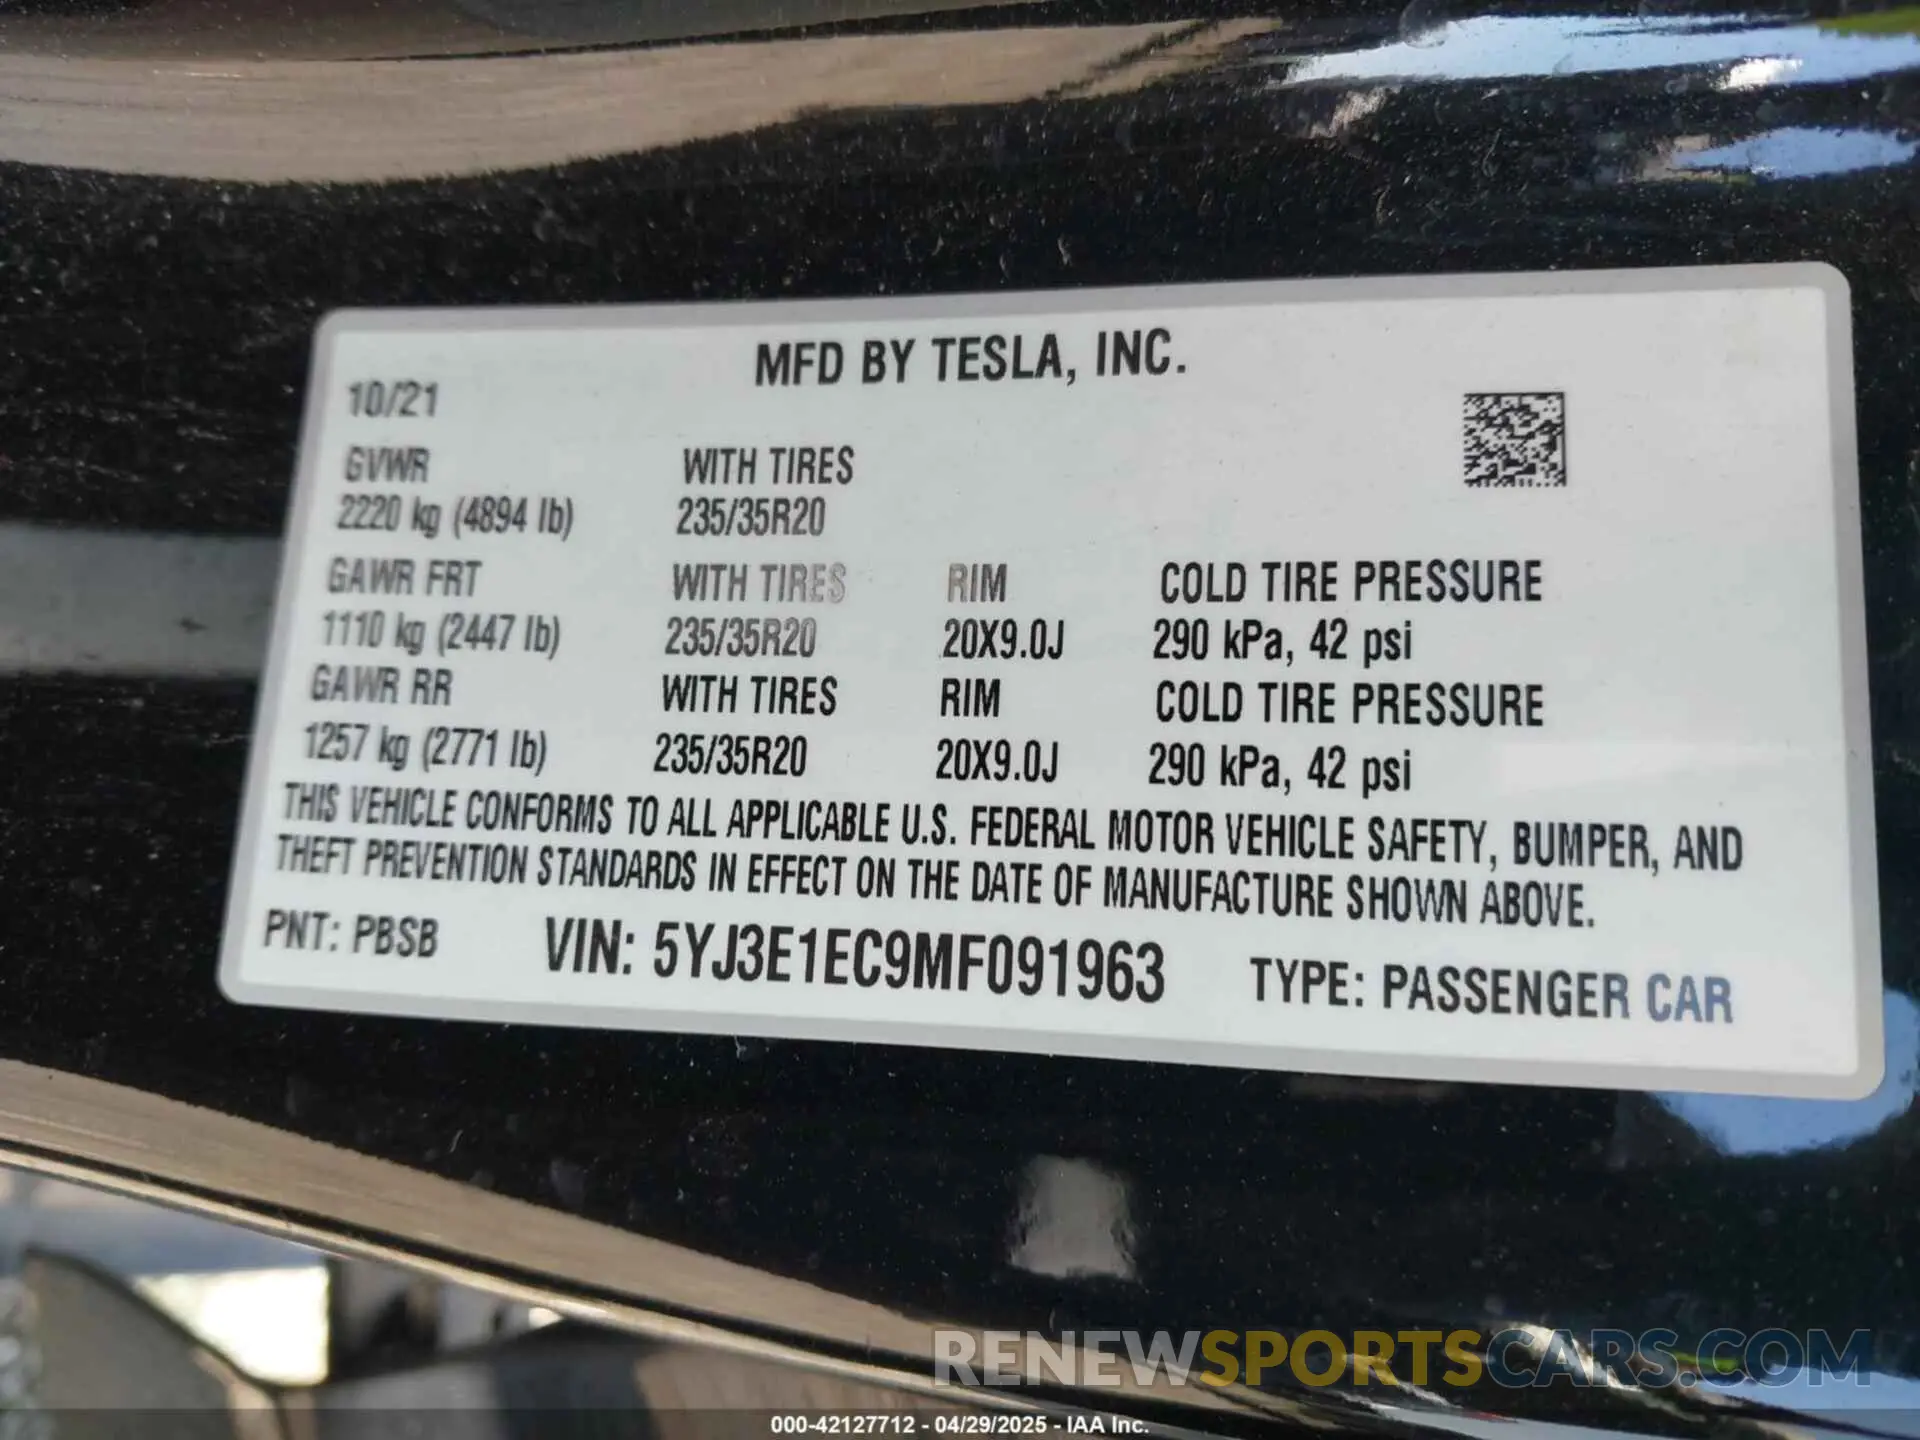 MFD BY TESLA, INC.
10/21
GVWR WITH TIRES
2220 kg (4894 lb) 235/35R20
GAWR FRT WITH TIRES RIM COLD TIRE PRESSURE
1110 kg (2447 lb) 235/35R20 20X9.0J 290 kPa, 42 psi
GAWR RR WITH TIRES RIM COLD TIRE PRESSURE
1257 kg (2771 lb) 235/35R20 20X9.0J 290 kPa, 42 psi
THIS VEHICLE CONFORMS TO ALL APPLICABLE U.S. FEDERAL MOTOR VEHICLE SAFETY, BUMPER, AND
THEFT PREVENTION STANDARDS IN EFFECT ON THE DATE OF MANUFACTURE SHOWN ABOVE.
PNT: PBSB VIN: 5YJ3E1EC9MF091963 TYPE: PASSENGER CAR
RENEWSPORTSCARS.COM
000-42127712 - 04/29/2025 - IAA Inc.